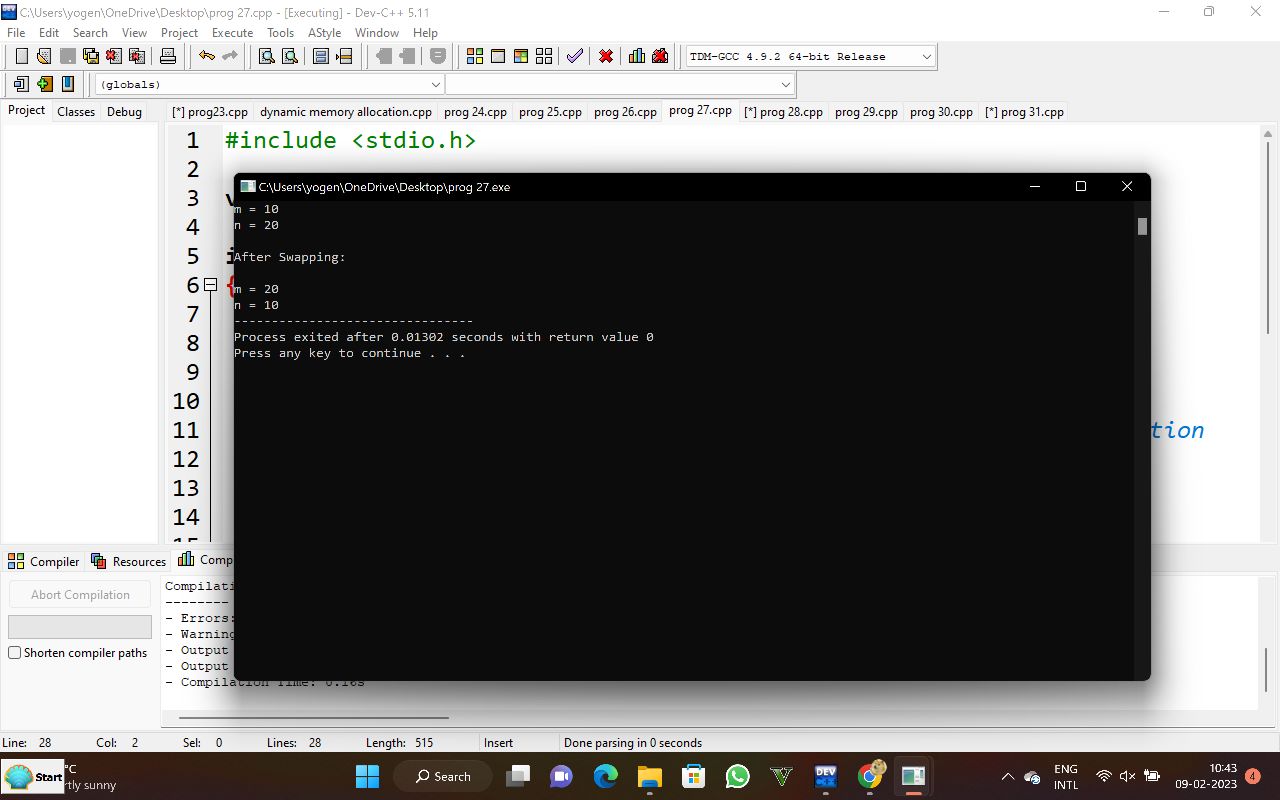 C:\Users\yogen\OneDrive\Desktop\prog 27.cpp - [Executing] - Dev-C++ 5.11
File Edit Search View Project Execute Tools AStyle Window Help
TDM-GCC 4.9.2 64-bit Release
(globals)
Project Classes Debug
[*] prog23.cpp dynamic memory allocation.cpp prog 24.cpp prog 25.cpp prog 26.cpp prog 27.cpp [*] prog 28.cpp prog 29.cpp prog 30.cpp [*] prog 31.cpp
1 #include <stdio.h>
2
3
4
5
6 {
7
8
9
10
11 tion
12
13
14
C:\Users\yogen\OneDrive\Desktop\prog 27.exe
m = 10
n = 20
After Swapping:
m = 20
n = 10
--------------------------------
Process exited after 0.01302 seconds with return value 0
Press any key to continue . . .
Compiler Resources Comp
Abort Compilation
Shorten compiler paths
Compilati
--------
- Errors:
- Warning
- Output
- Output
- Compilation Time: 0.16s
Line: 28 Col: 2 Sel: 0 Lines: 28 Length: 515 Insert Done parsing in 0 seconds
Start
°C
rtly sunny
Search
DEV
ENG
INTL
10:43
09-02-2023
4